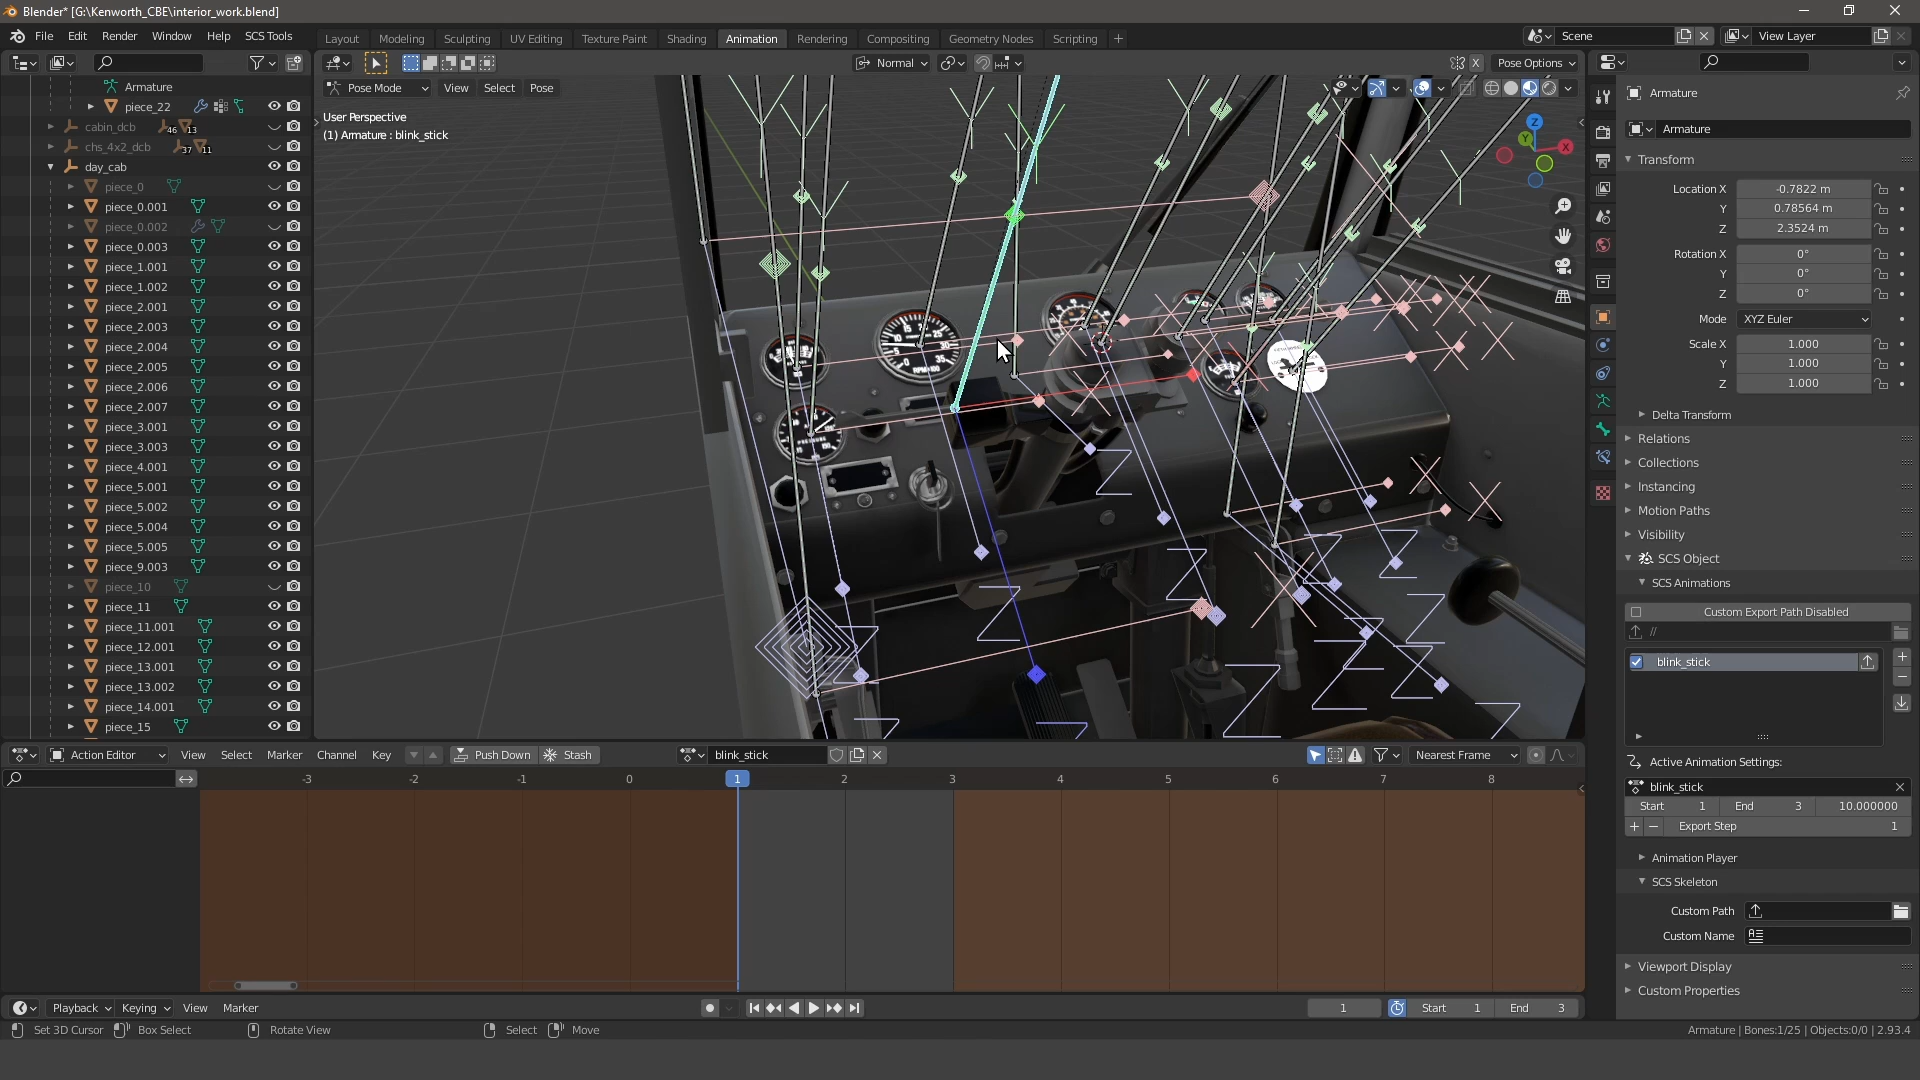 Blender* [G:\Kenworth_CBE\interior_work.blend]
File Edit Render Window Help SCS Tools
Layout Modeling Sculpting UV Editing Texture Paint Shading Animation Rendering Compositing Geometry Nodes Scripting +
Scene View Layer
Normal Pose Options
Pose Mode View Select Pose
User Perspective
(1) Armature : blink_stick
Z Y X
Armature
piece_22
cabin_dcb 46 13
chs_4x2_dcb 37 11
day_cab
piece_0
piece_0.001
piece_0.002
piece_0.003
piece_1.001
piece_1.002
piece_2.001
piece_2.003
piece_2.004
piece_2.005
piece_2.006
piece_2.007
piece_3.001
piece_3.003
piece_4.001
piece_5.001
piece_5.002
piece_5.004
piece_5.005
piece_9.003
piece_10
piece_11
piece_11.001
piece_12.001
piece_13.001
piece_13.002
piece_14.001
piece_15
Armature
Armature
Transform
Location X -0.7822 m
Y 0.78564 m
Z 2.3524 m
Rotation X 0°
Y 0°
Z 0°
Mode XYZ Euler
Scale X 1.000
Y 1.000
Z 1.000
Delta Transform
Relations
Collections
Instancing
Motion Paths
Visibility
SCS Object
SCS Animations
Custom Export Path Disabled
//
blink_stick
Active Animation Settings:
blink_stick
Start 1 End 3 10.000000
Export Step 1
Animation Player
SCS Skeleton
Custom Path
Custom Name
Viewport Display
Custom Properties
Action Editor View Select Marker Channel Key Push Down Stash blink_stick Nearest Frame
-3 -2 -1 0 1 2 3 4 5 6 7 8
Playback Keying View Marker 1 Start 1 End 3
Set 3D Cursor Box Select Rotate View Select Move Armature | Bones:1/25 | Objects:0/0 | 2.93.4